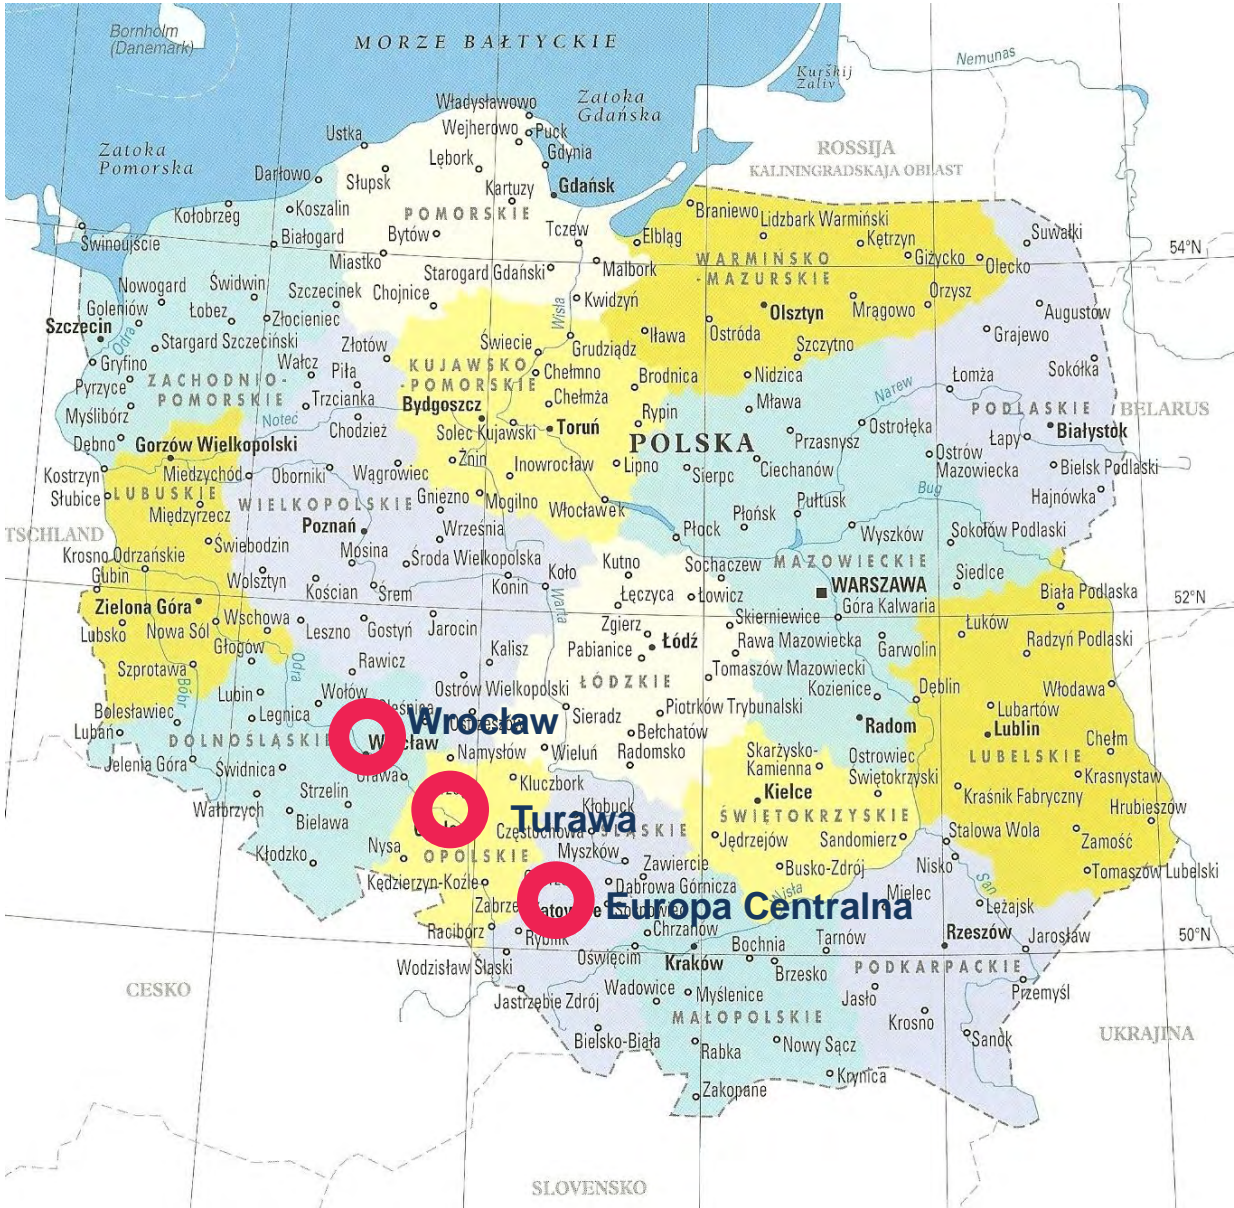 Bornholm
(Danemark)
MORZE BAŁTYCKIE
Nemunas
Kurškij
Zaliv
Zatoka
Gdańska
Zatoka
Pomorska
ROSSIJA
KALININGRADSKAJA OBLAST
Władysławowo
Wejherowo
Puck
Ustka
Gdynia
Lębork
Darłowo
Słupsk
Kartuzy
Gdańsk
Kołobrzeg
Koszalin
POMORSKIE
Braniewo
Lidzbark Warmiński
Świnoujście
Białogard
Bytów
Tczew
Elbląg
Kętrzyn
Suwałki
54°N
Miastko
Starogard Gdański
Malbork
WARMIŃSKO
-MAZURSKIE
Giżycko
Olecko
Nowogard
Świdwin
Szczecinek
Chojnice
Kwidzyń
Orzysz
Goleniów
Łobez
Złocieniec
Wisła
Olsztyn
Mrągowo
Augustów
Szczecin
Odra
Stargard Szczeciński
Złotów
Świecie
Grudziądz
Iława
Ostróda
Szczytno
Grajewo
Gryfino
Wałcz
Piła
KUJAWSKO
-POMORSKIE
Chełmno
Brodnica
Nidzica
Sokółka
Pyrzyce
ZACHODNIO-
POMORSKIE
Trzcianka
Chełmża
Łomża
Narew
Myślibórz
Notec
Chodzież
Bydgoszcz
Solec Kujawski
Toruń
Rypin
Mława
PODLASKIE
BELARUS
Dębno
Gorzów Wielkopolski
POLSKA
Przasnysz
Ostrołęka
Łapy
Białystok
Kostrzyn
Miedzychód
Oborniki
Wągrowiec
Żnin
Inowrocław
Lipno
Sierpc
Ciechanów
Ostrów
Mazowiecka
Bielsk Podlaski
Słubice
LUBUSKIE
WIELKOPOLSKIE
Gniezno
Mogilno
Włocławek
Pułtusk
Bug
Hajnówka
Międzyrzecz
Poznań
Września
Płock
Płońsk
Wyszków
Sokołów Podlaski
TSCHLAND
Świebodzin
Mosina
Środa Wielkopolska
Kutno
Sochaczew
MAZOWIECKIE
Krosno Odrzańskie
Gubin
Wolsztyn
Kościan
Śrem
Konin
Koło
Warta
Łęczyca
Łowicz
WARSZAWA
Siedlce
Biała Podlaska
52°N
Zielona Góra
Wschowa
Góra Kalwaria
Lubsko
Nowa Sól
Leszno
Gostyń
Jarocin
Zgierz
Skierniewice
Łuków
Głogów
Odra
Pabianice
Łódź
Rawa Mazowiecka
Garwolin
Radzyń Podlaski
Szprotawa
Bóbr
Rawicz
Kalisz
ŁÓDZKIE
Tomaszów Mazowiecki
Lubin
Wołów
Ostrów Wielkopolski
Kozienice
Dęblin
Włodawa
Bolesławiec
Legnica
Wrocław
Sieradz
Piotrków Trybunalski
Lubartów
Lubań
DOLNOŚLĄSKIE
Wrocław
Bełchatów
Radom
Lublin
Jelenia Góra
Świdnica
Namysłów
Wieluń
Radomsko
Skarżysko-
Kamienna
Ostrowiec
Świętokrzyski
LUBELSKIE
Chełm
Kluczbork
Krasnystaw
Wałbrzych
Strzelin
Kłobuck
Kielce
Kraśnik Fabryczny
Hrubieszów
Bielawa
Turawa
ŚWIĘTOKRZYSKIE
Częstochowa
ŚLĄSKIE
Jędrzejów
Sandomierz
Stalowa Wola
Zamość
Kłodzko
Nysa
OPOLSKIE
Myszków
Zawiercie
Busko-Zdrój
Nisko
Tomaszów Lubelski
Kędzierzyn-Koźle
Dąbrowa Górnicza
Mielec
San
Leżajsk
Europa Centralna
Racibórz
Rybnik
Chrzanów
Bochnia
Tarnów
Rzeszów
Jarosław
50°N
Wodzisław Śląski
Oświęcim
Kraków
Brzesko
PODKARPACKIE
CESKO
Jastrzębie Zdrój
Wadowice
Myślenice
Jasło
Przemyśl
MAŁOPOLSKIE
Krosno
UKRAJINA
Bielsko-Biała
Rabka
Nowy Sącz
Sanok
Krynica
Zakopane
SLOVENSKO